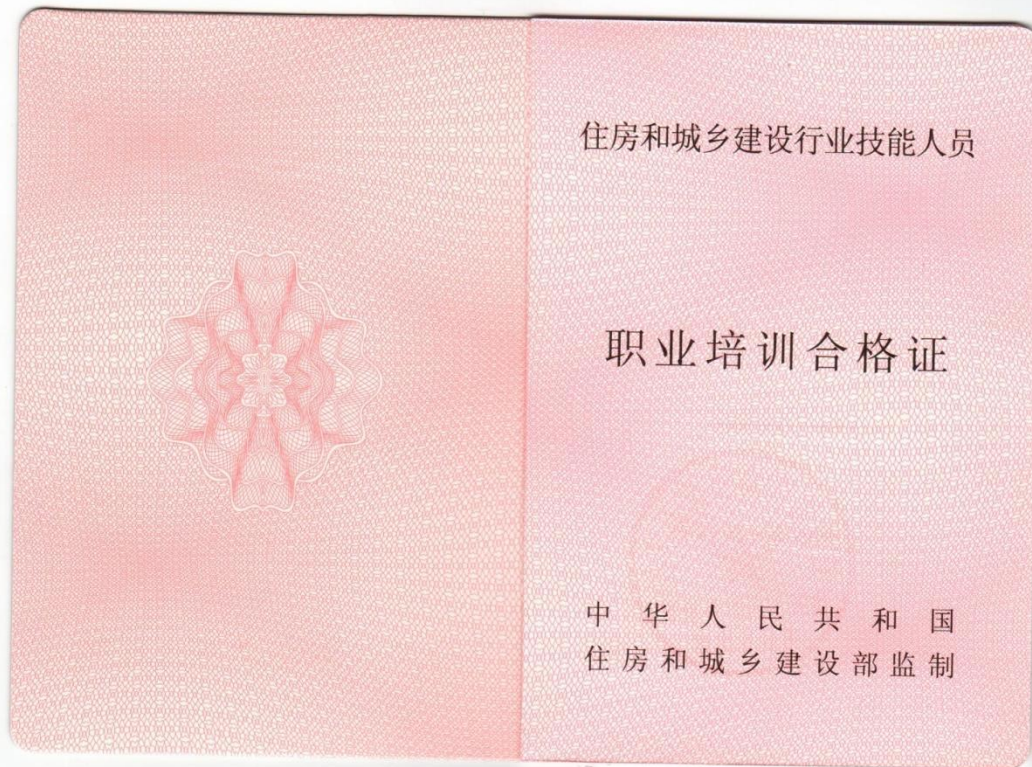 住房和城乡建设行业技能人员
职业培训合格证
中华人民共和国
住房和城乡建设部监制